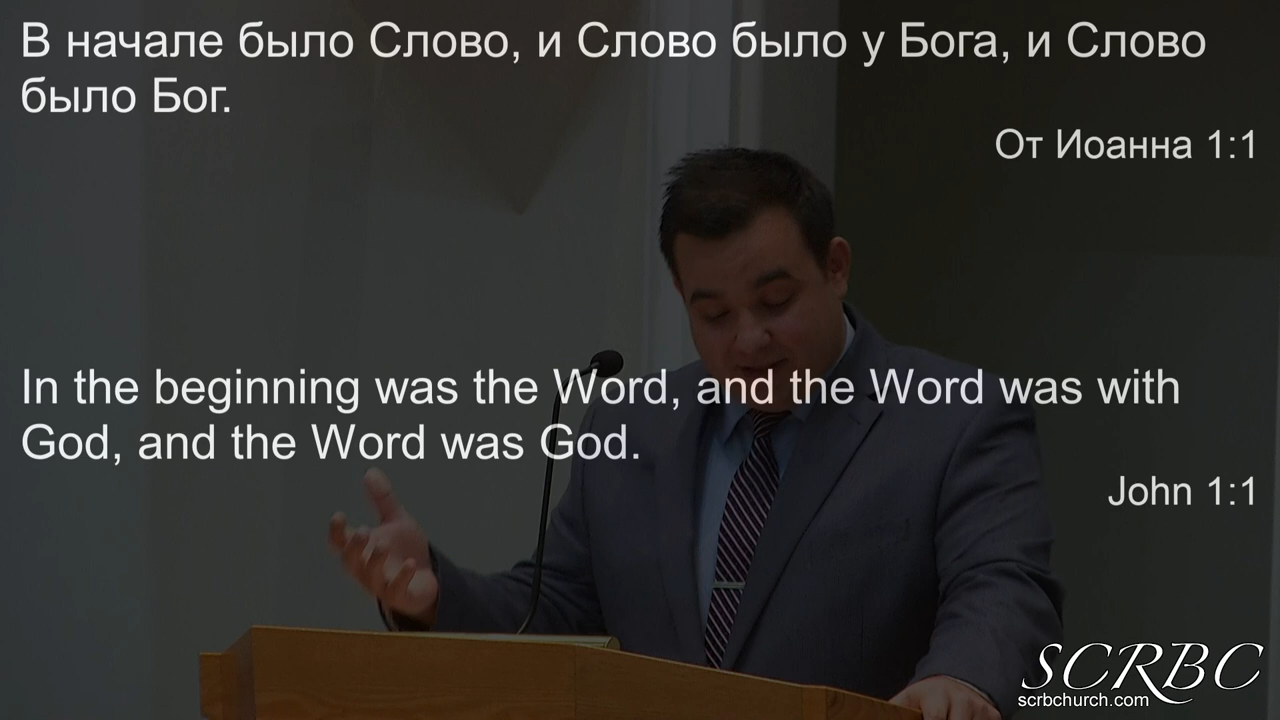 В начале было Слово, и Слово было у Бога, и Слово
было Бог.
От Иоанна 1:1
In the beginning was the Word, and the Word was with
God, and the Word was God.
John 1:1
SCRBC
scrbchurch.com